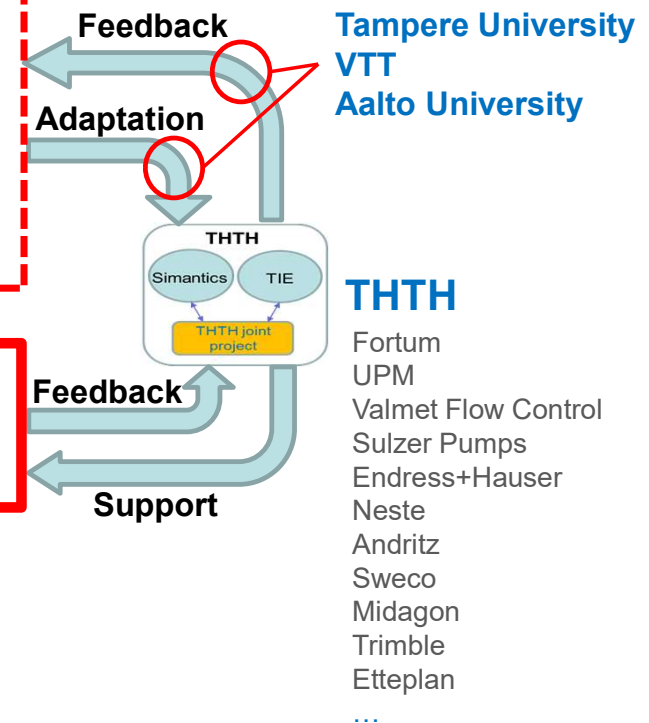 Feedback
Tampere University
VTT
Aalto University
Adaptation
THTH
Simantics
TIE
THTH joint
project
THTH
Fortum
UPM
Valmet Flow Control
Sulzer Pumps
Endress+Hauser
Neste
Andritz
Sweco
Midagon
Trimble
Etteplan
...
Feedback
Support